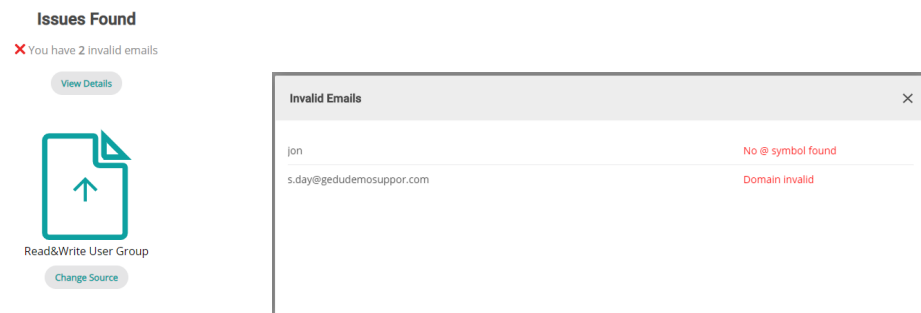 Issues Found
You have 2 invalid emails
View Details
Read&Write User Group
Change Source
Invalid Emails
jon No @ symbol found
s.day@gedudemosuppor.com Domain invalid